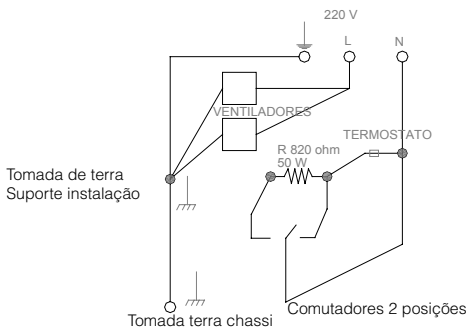 220 V
L
N
VENTILADORES
TERMOSTATO
R 820 ohm
50 W
Tomada de terra
Suporte instalação
Comutadores 2 posições
Tomada terra chassi